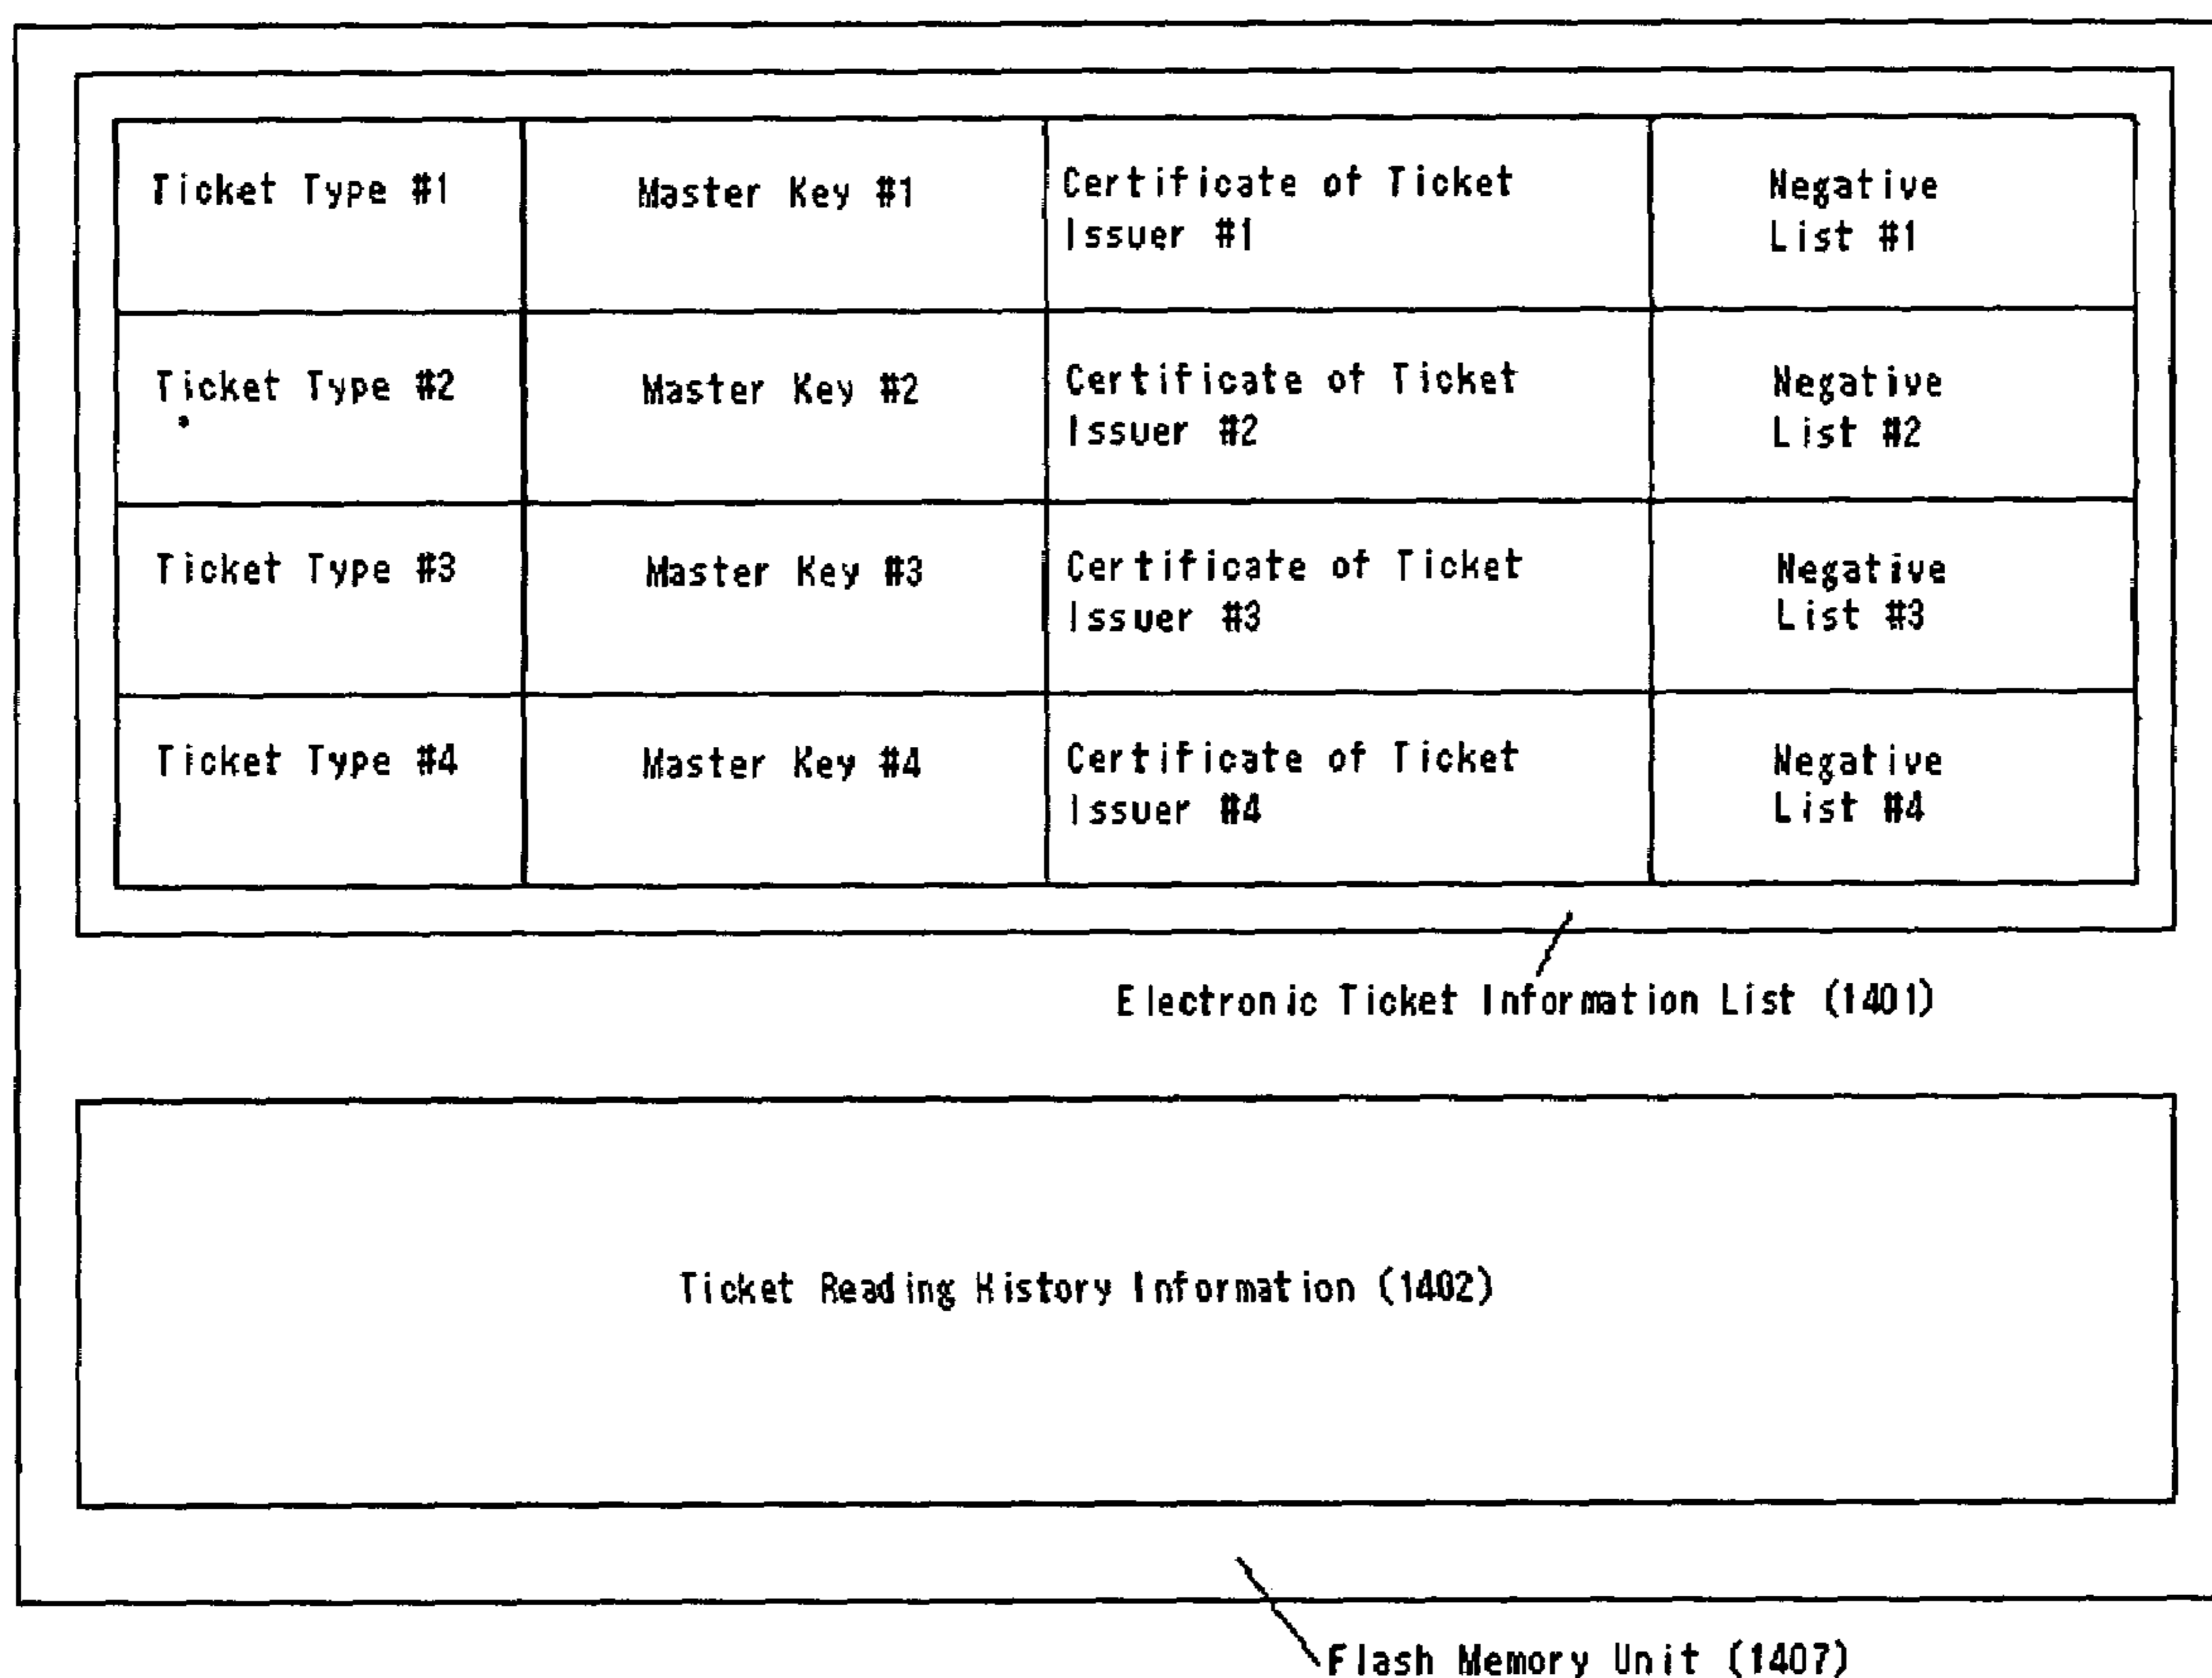 Ticket Type #1
Master Key #1
Certificate of Ticket
Issuer #1
Negative
List #1
Ticket Type #2
Master Key #2
Certificate of Ticket
Issuer #2
Negative
List #2
Ticket Type #3
Master Key #3
Certificate of Ticket
Issuer #3
Negative
List #3
Ticket Type #4
Master Key #4
Certificate of Ticket
Issuer #4
Negative
List #4
Electronic Ticket Information List (1401)
Ticket Reading History Information (1402)
Flash Memory Unit (1407)